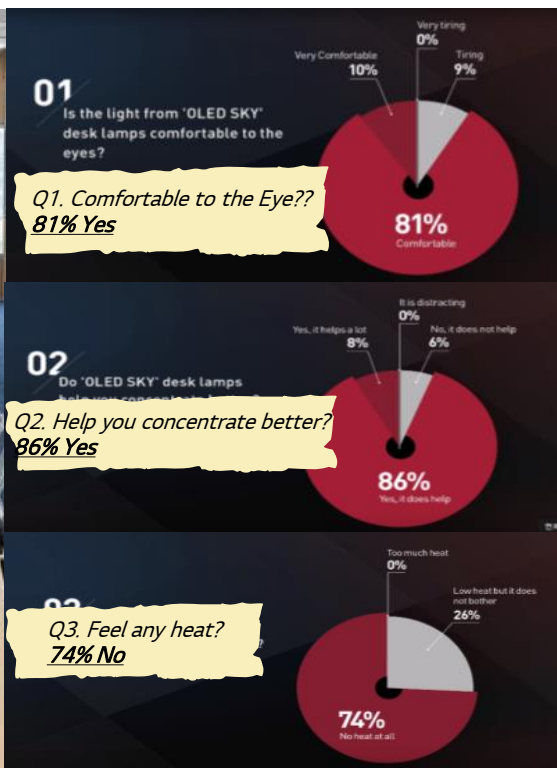 Very tiring
0%
Very Comfortable
10%
Tiring
9%
01
Is the light from 'OLED SKY'
desk lamps comfortable to the
eyes?
Q1. Comfortable to the Eye??
81% Yes
81%
Comfortable
It is distracting
0%
Yes, it helps a lot
8%
No, it does not help
6%
02
Do 'OLED SKY' desk lamps
Q2. Help you concentrate better?
86% Yes
86%
Yes, it does help
Too much heat
0%
Low heat but it does
not bother
26%
Q3. Feel any heat?
74% No
74%
No heat at all